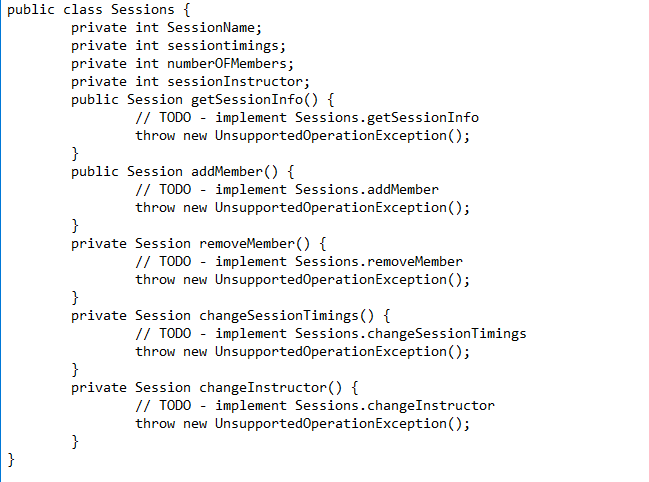 public class Sessions {
private int SessionName;
private int sessiontimings;
private int numberOFMembers;
private int sessionInstructor;
public Session getSessionInfo() {
// TODO - implement Sessions.getSessionInfo
throw new UnsupportedOperationException();
}
public Session addMember() {
// TODO - implement Sessions.addMember
throw new UnsupportedOperationException();
}
private Session removeMember() {
// TODO - implement Sessions.removeMember
throw new UnsupportedOperationException();
}
private Session changeSessionTimings() {
// TODO - implement Sessions.changeSessionTimings
throw new UnsupportedOperationException();
}
private Session changeInstructor() {
// TODO - implement Sessions.changeInstructor
throw new UnsupportedOperationException();
}
}